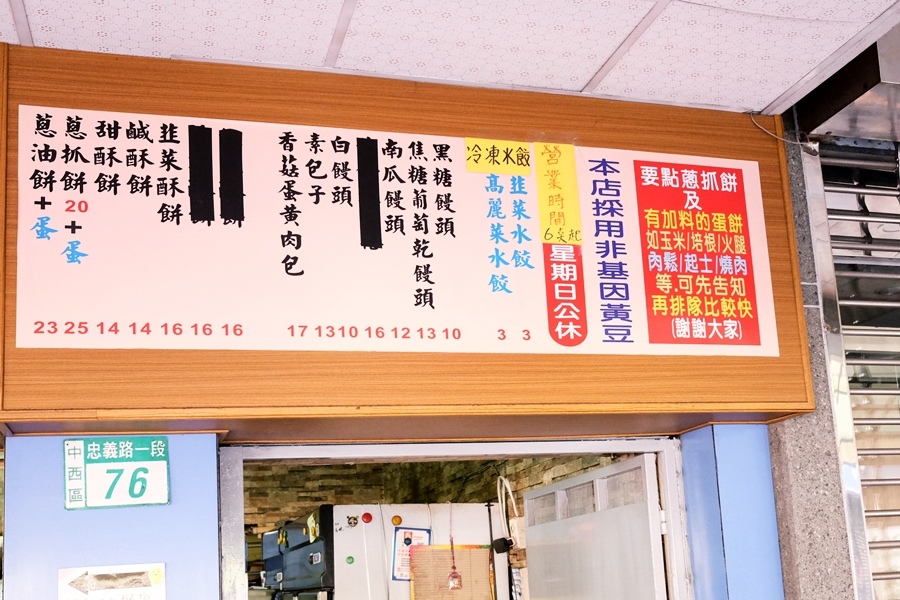 蔥油餅+蛋
23
蔥抓餅20+蛋
25
甜酥餅
14
鹹酥餅
14
韭菜酥餅
16
餅
16
餅
16
香菇蛋黃肉包
17
素包子
13
白饅頭
10
16
南瓜饅頭
12
焦糖葡萄乾饅頭
13
黑糖饅頭
10
冷凍水餃
高麗菜水餃
3
韭菜水餃
3
營業時間
6点起
星期日公休
本店採用非基因黃豆
要點蔥抓餅
及
有加料的蛋餅
如玉米/培根/火腿
肉鬆/起士/燒肉
等.可先告知
再排隊比較快
(謝謝大家)
中西區
忠義路一段
76